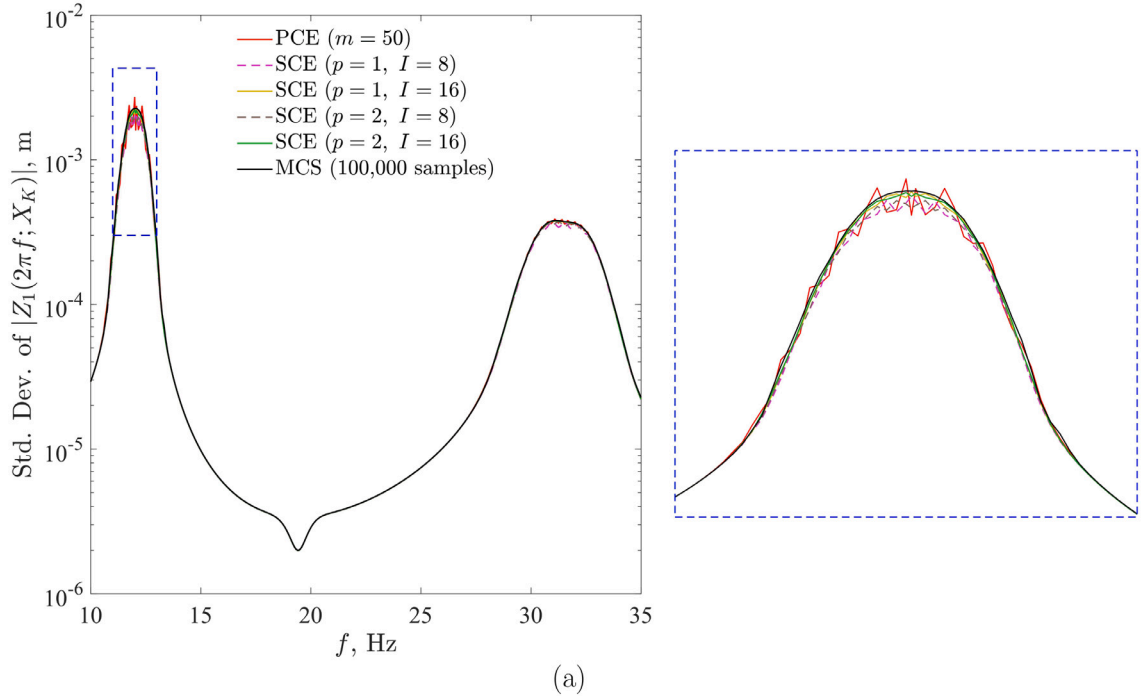 10^-2
10^-3
10^-4
10^-5
10^-6
Std. Dev. of |Z_1(2πf; X_K)|, m
PCE (m = 50)
SCE (p = 1, I = 8)
SCE (p = 1, I = 16)
SCE (p = 2, I = 8)
SCE (p = 2, I = 16)
MCS (100,000 samples)
10 15 20 25 30 35
f, Hz
(a)